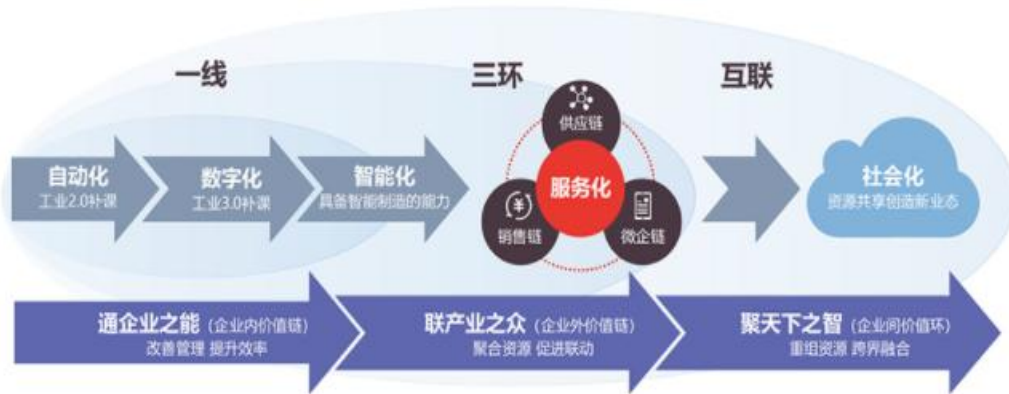 一线
三环
互联
自动化
工业2.0补课
数字化
工业3.0补课
智能化
具备智能制造的能力
供应链
服务化
销售链
微企链
社会化
资源共享创造新业态
通企业之能（企业内价值链）
改善管理 提升效率
联产业之众（企业外价值链）
聚合资源 促进联动
聚天下之智（企业间价值环）
重组资源 跨界融合